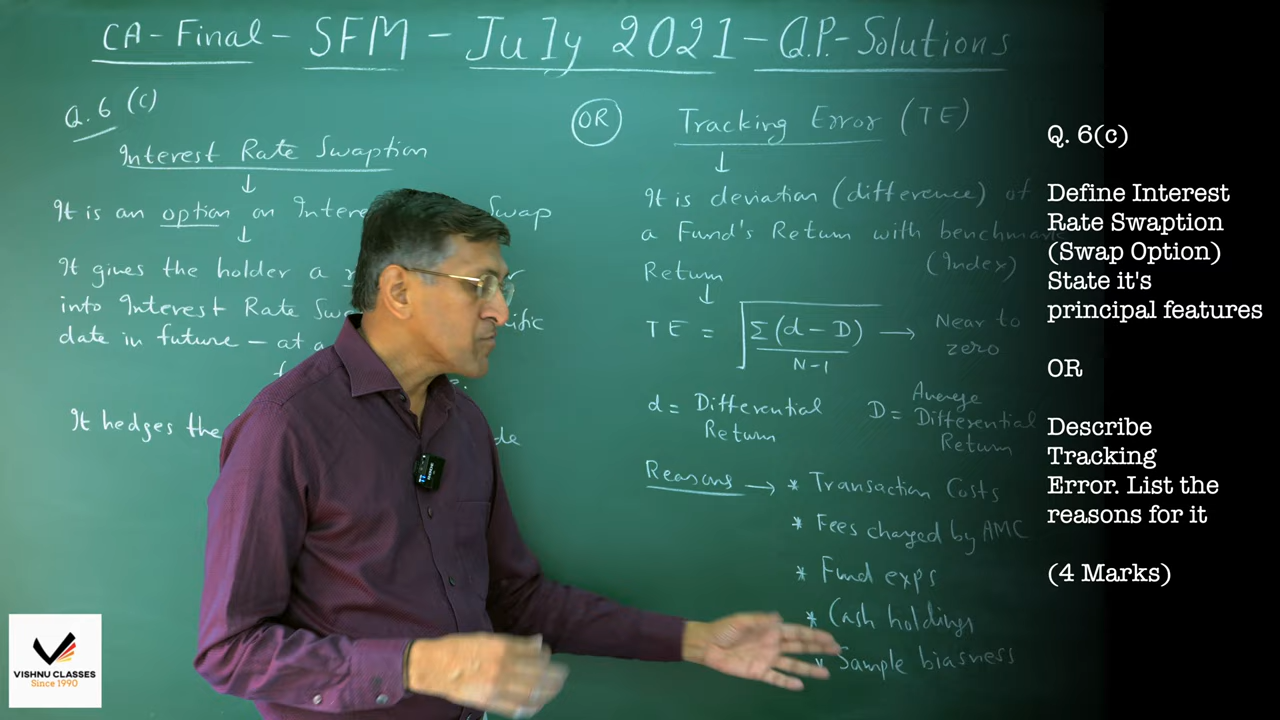 CA-Final-SFM-July 2021-Q.P.-Solutions
Q.6 (c)
Interest Rate Swaption
↓
It is an option on Swap
↓
It gives the holder a
into Interest Rate
date in future - at a
It hedges the
OR
Tracking Error (TE)
↓
It is deviation (difference) of
a Fund's Return with benchmark
Return (Index)
↓
TE = √Σ(d-D)/N-1 → Near to zero
d = Differential Return
D = Average Differential Return
Reasons → * Transaction Costs
* Fees charged by AMC
* Fund exps
* Cash holdings
* Sample biasness
Q. 6(c)
Define Interest
Rate Swaption
(Swap Option)
State it's
principal features
OR
Describe
Tracking
Error. List the
reasons for it
(4 Marks)
VISHNU CLASSES
Since 1990